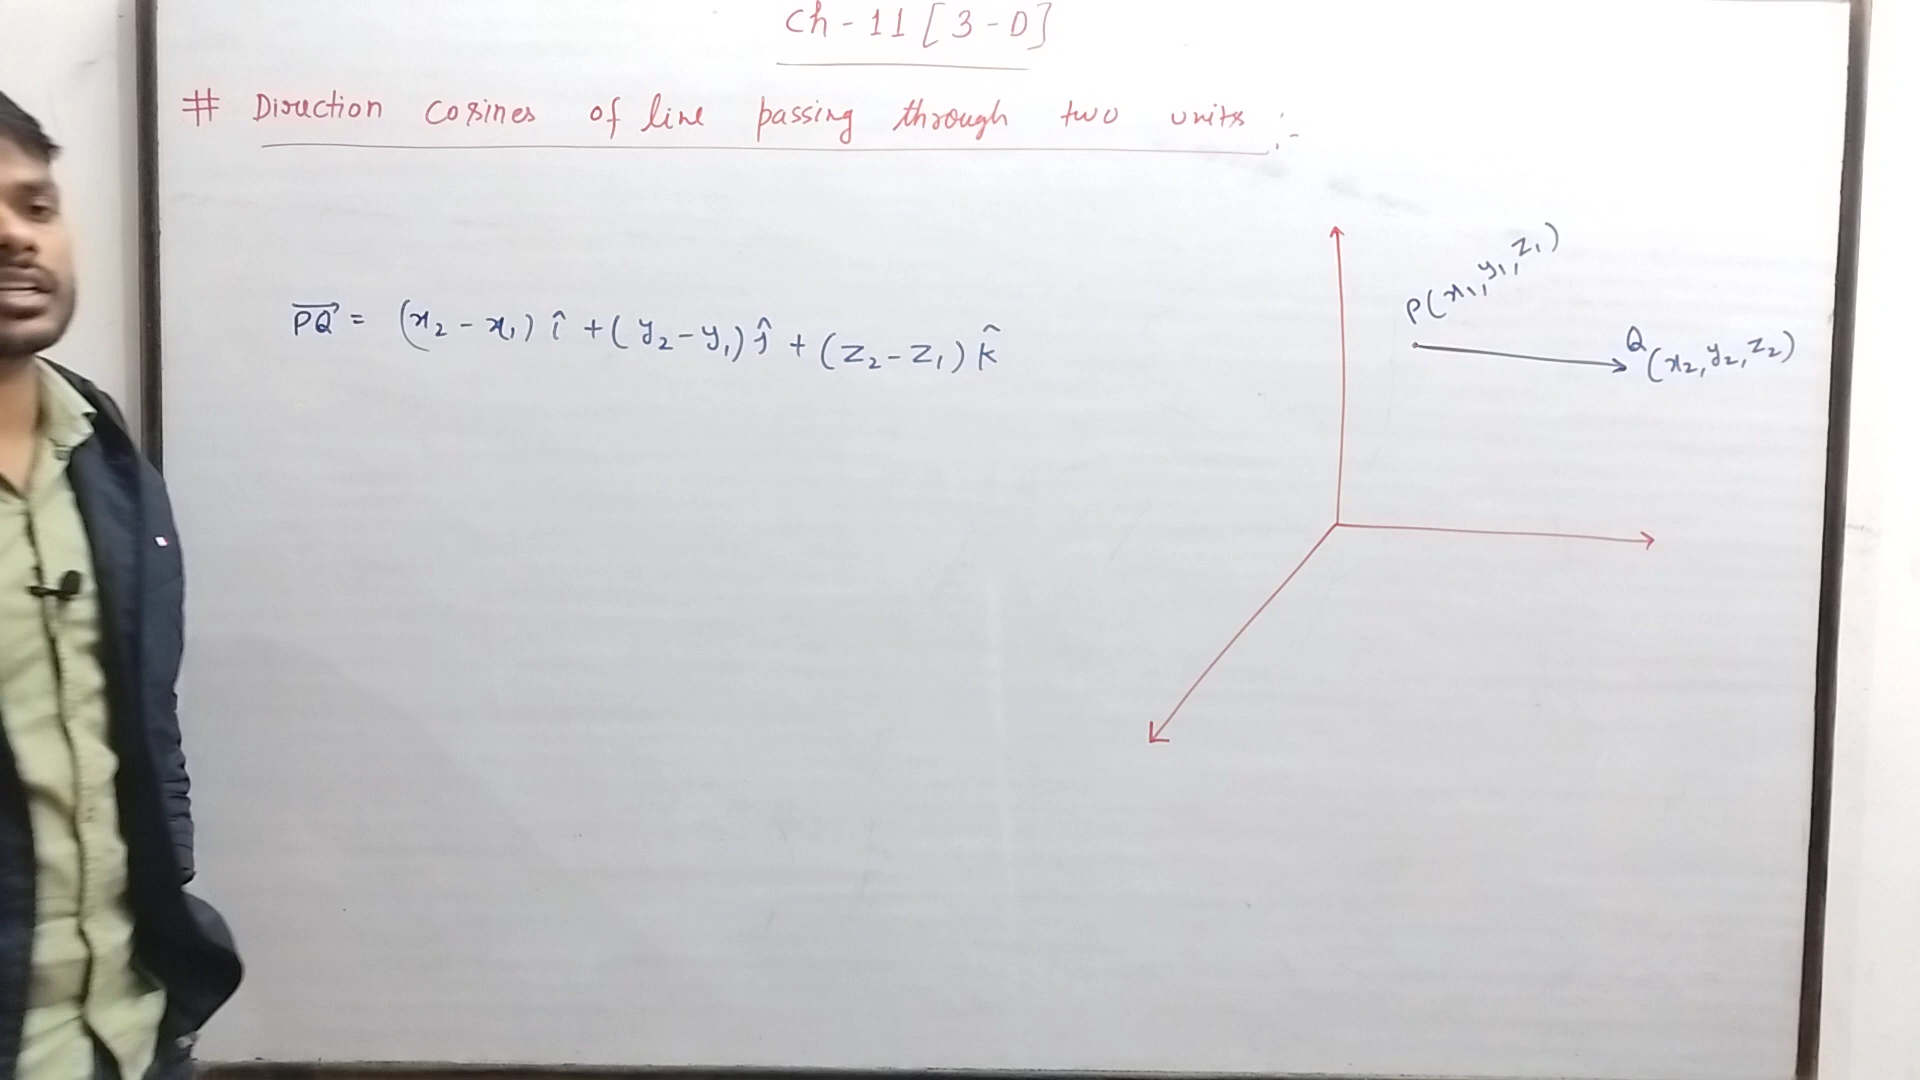 Ch - 11 [3-D]
# Direction cosines of line passing through two units :-
P(x₁, y₁, z₁)
Q(x₂, y₂, z₂)
$\overrightarrow{PQ}$ = (x₂ - x₁) î + (y₂ - y₁) ĵ + (z₂ - z₁) k̂